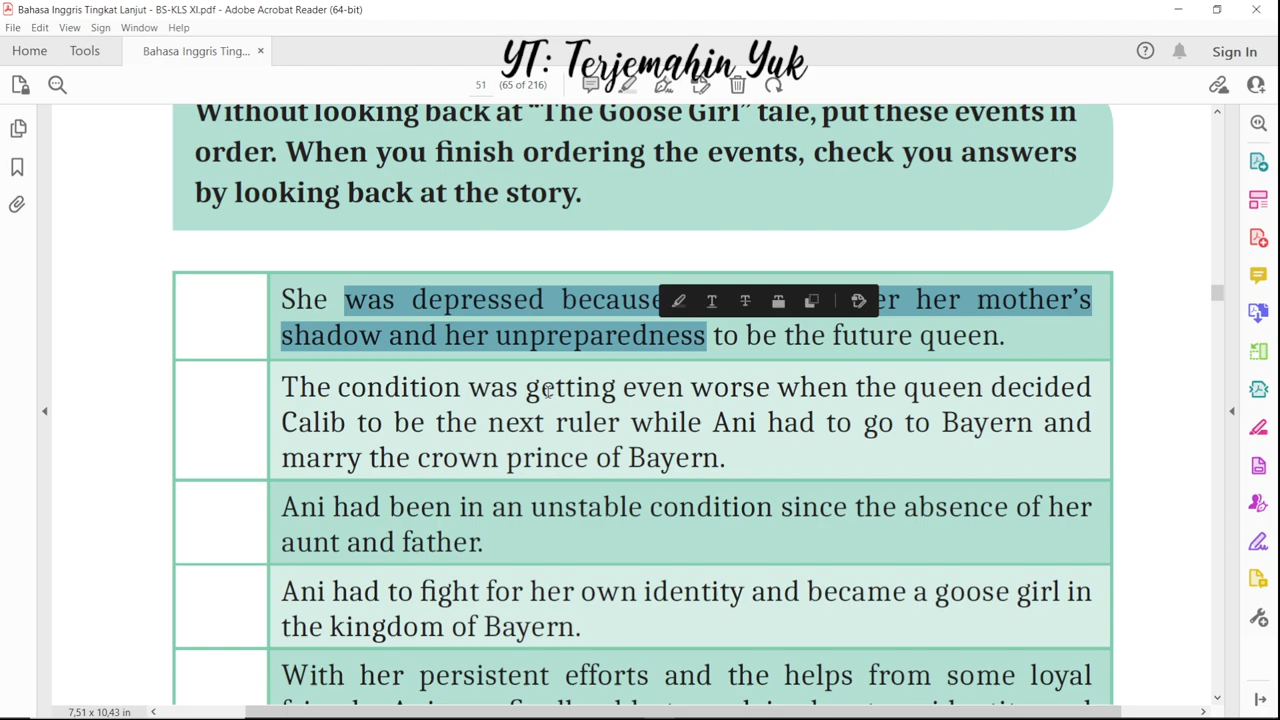 Bahasa Inggris Tingkat Lanjut - BS-KLS XI.pdf - Adobe Acrobat Reader (64-bit)
File Edit View Sign Window Help
Home Tools Bahasa Inggris Ting... × Sign In
YT: Terjemahin Yuk
51 (65 of 216)
Without looking back at “The Goose Girl” tale, put these events in
order. When you finish ordering the events, check you answers
by looking back at the story.
She was depressed because her mother’s
shadow and her unpreparedness to be the future queen.
The condition was getting even worse when the queen decided
Calib to be the next ruler while Ani had to go to Bayern and
marry the crown prince of Bayern.
Ani had been in an unstable condition since the absence of her
aunt and father.
Ani had to fight for her own identity and became a goose girl in
the kingdom of Bayern.
With her persistent efforts and the helps from some loyal
7,51 x 10,43 in